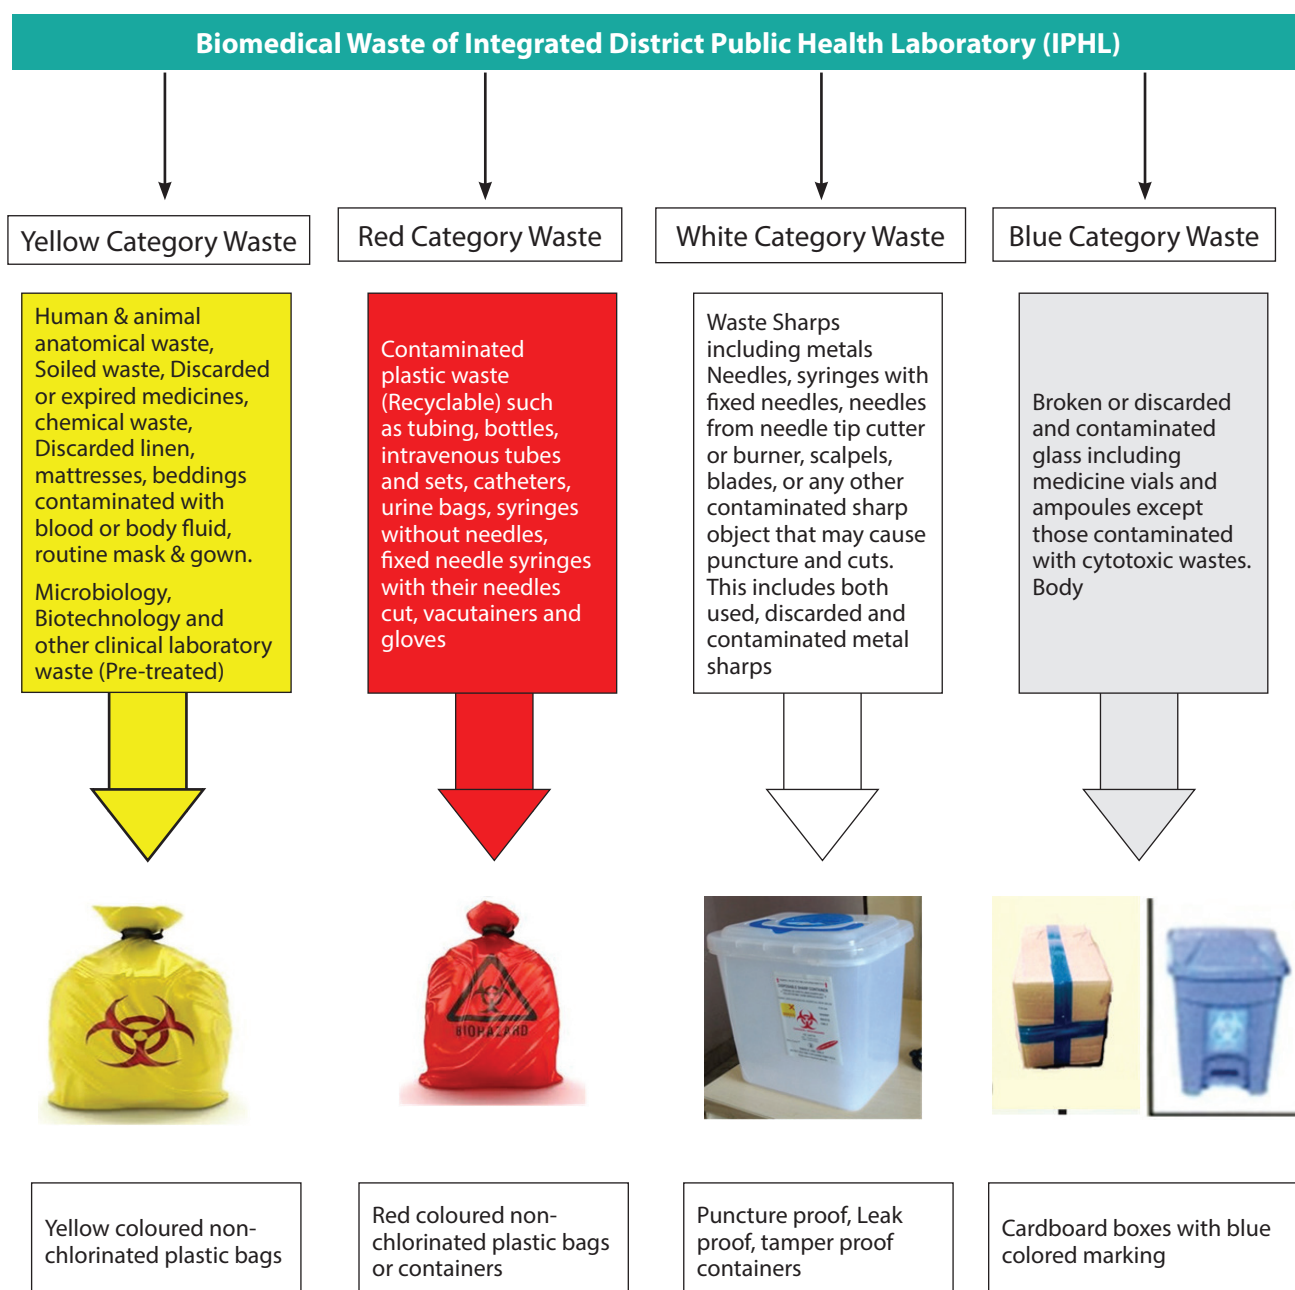 Biomedical Waste of Integrated District Public Health Laboratory (IPHL)
Yellow Category Waste
Human & animal
anatomical waste,
Soiled waste, Discarded
or expired medicines,
chemical waste,
Discarded linen,
mattresses, beddings
contaminated with
blood or body fluid,
routine mask & gown.
Microbiology,
Biotechnology and
other clinical laboratory
waste (Pre-treated)
Yellow coloured non-
chlorinated plastic bags
Red Category Waste
Contaminated
plastic waste
(Recyclable) such
as tubing, bottles,
intravenous tubes
and sets, catheters,
urine bags, syringes
without needles,
fixed needle syringes
with their needles
cut, vacutainers and
gloves
BIOHAZARD
Red coloured non-
chlorinated plastic bags
or containers
White Category Waste
Waste Sharps
including metals
Needles, syringes with
fixed needles, needles
from needle tip cutter
or burner, scalpels,
blades, or any other
contaminated sharp
object that may cause
puncture and cuts.
This includes both
used, discarded and
contaminated metal
sharps
Puncture proof, Leak
proof, tamper proof
containers
Blue Category Waste
Broken or discarded
and contaminated
glass including
medicine vials and
ampoules except
those contaminated
with cytotoxic wastes.
Body
Cardboard boxes with blue
colored marking